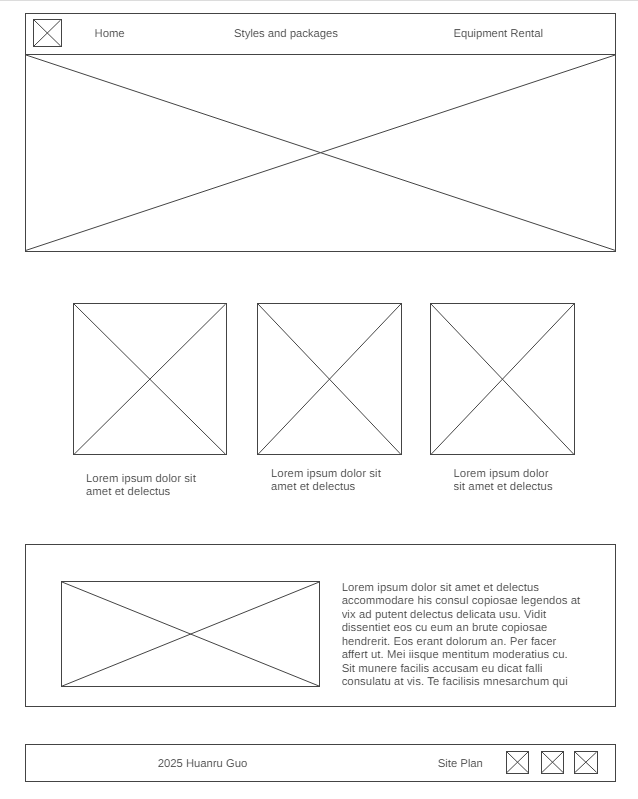 Home
Styles and packages
Equipment Rental
Lorem ipsum dolor sit
amet et delectus
Lorem ipsum dolor sit
amet et delectus
Lorem ipsum dolor
sit amet et delectus
Lorem ipsum dolor sit amet et delectus
accommodare his consul copiosae legendos at
vix ad putent delectus delicata usu. Vidit
dissentiet eos cu eum an brute copiosae
hendrerit. Eos erant dolorum an. Per facer
affert ut. Mei iisque mentitum moderatius cu.
Sit munere facilis accusam eu dicat falli
consulatu at vis. Te facilisis mnesarchum qui
2025 Huanru Guo
Site Plan